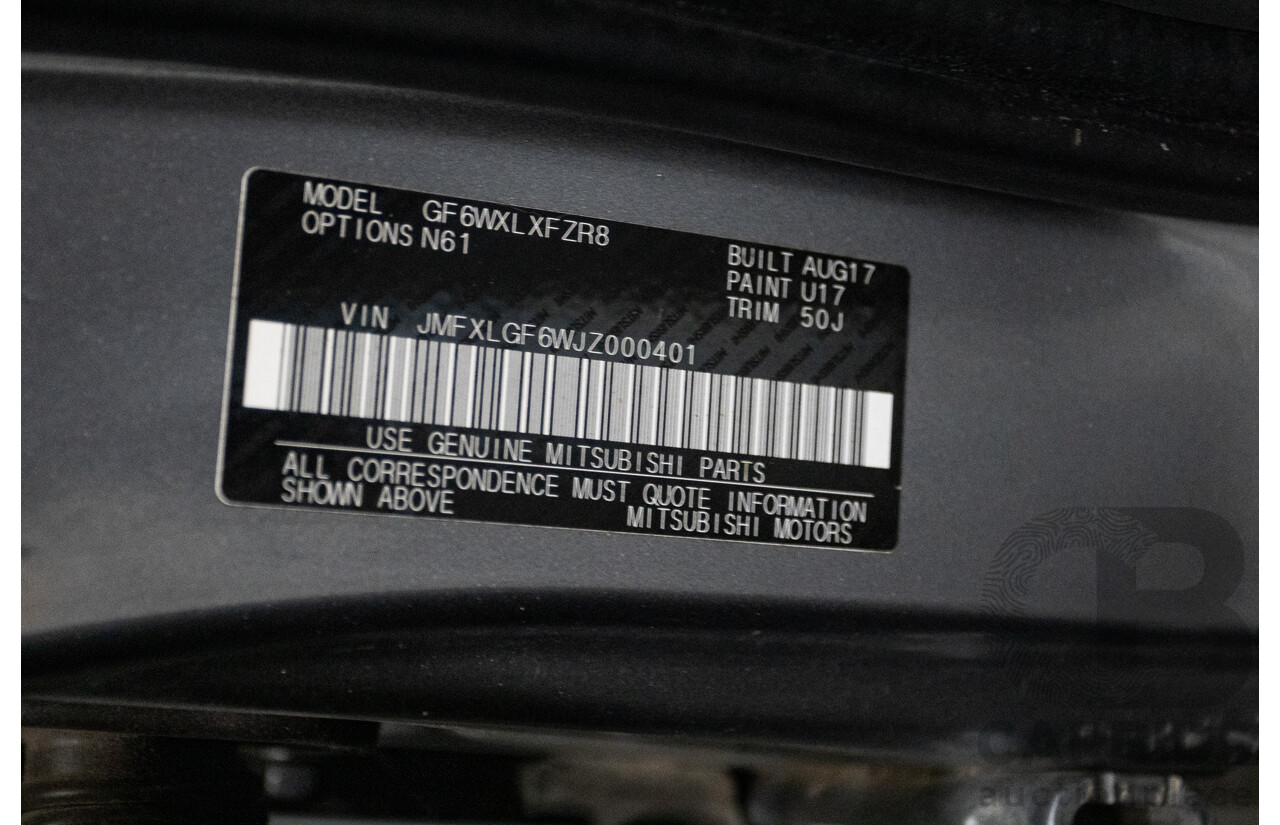 MODEL GF6WXLXFZR8
OPTIONS N61
BUILT AUG17
PAINT U17
TRIM 50J
VIN JMFXLGF6WJZ000401
USE GENUINE MITSUBISHI PARTS
ALL CORRESPONDENCE MUST QUOTE INFORMATION
SHOWN ABOVE
MITSUBISHI MOTORS